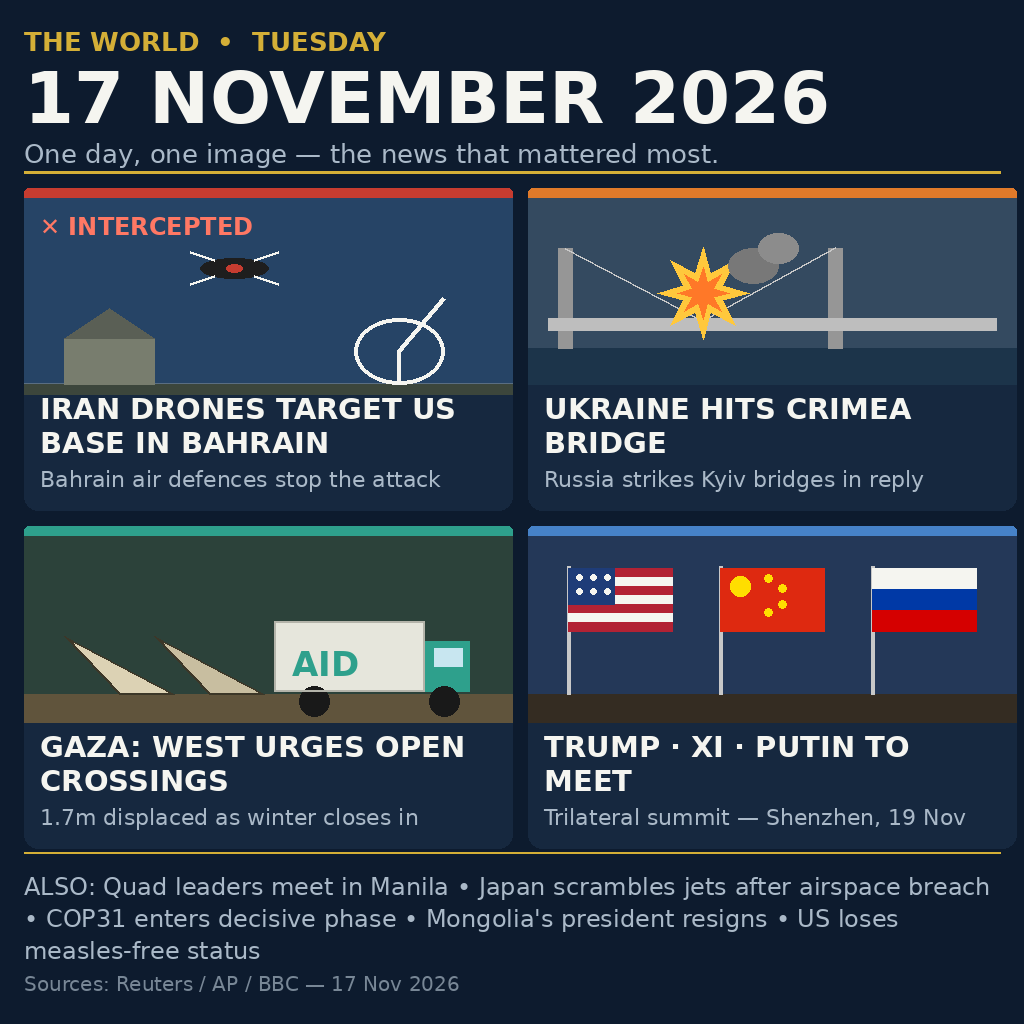 THE WORLD • TUESDAY
17 NOVEMBER 2026
One day, one image — the news that mattered most.
✕ INTERCEPTED
IRAN DRONES TARGET US
BASE IN BAHRAIN
Bahrain air defences stop the attack
UKRAINE HITS CRIMEA
BRIDGE
Russia strikes Kyiv bridges in reply
AID
GAZA: WEST URGES OPEN
CROSSINGS
1.7m displaced as winter closes in
TRUMP · XI · PUTIN TO
MEET
Trilateral summit — Shenzhen, 19 Nov
ALSO: Quad leaders meet in Manila • Japan scrambles jets after airspace breach
• COP31 enters decisive phase • Mongolia's president resigns • US loses
measles-free status
Sources: Reuters / AP / BBC — 17 Nov 2026